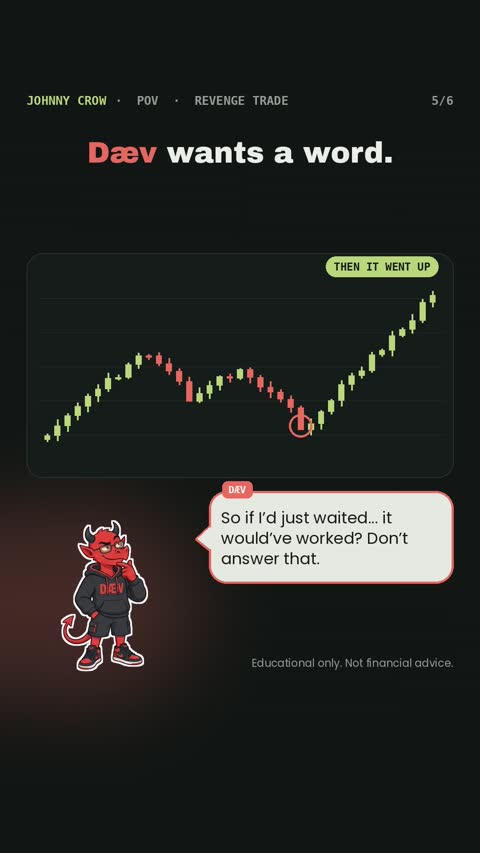 JOHNNY CROW · POV · REVENGE TRADE 5/6
Dæv wants a word.
THEN IT WENT UP
DÆV
So if I’d just waited... it
would’ve worked? Don’t
answer that.
DÆV
Educational only. Not financial advice.